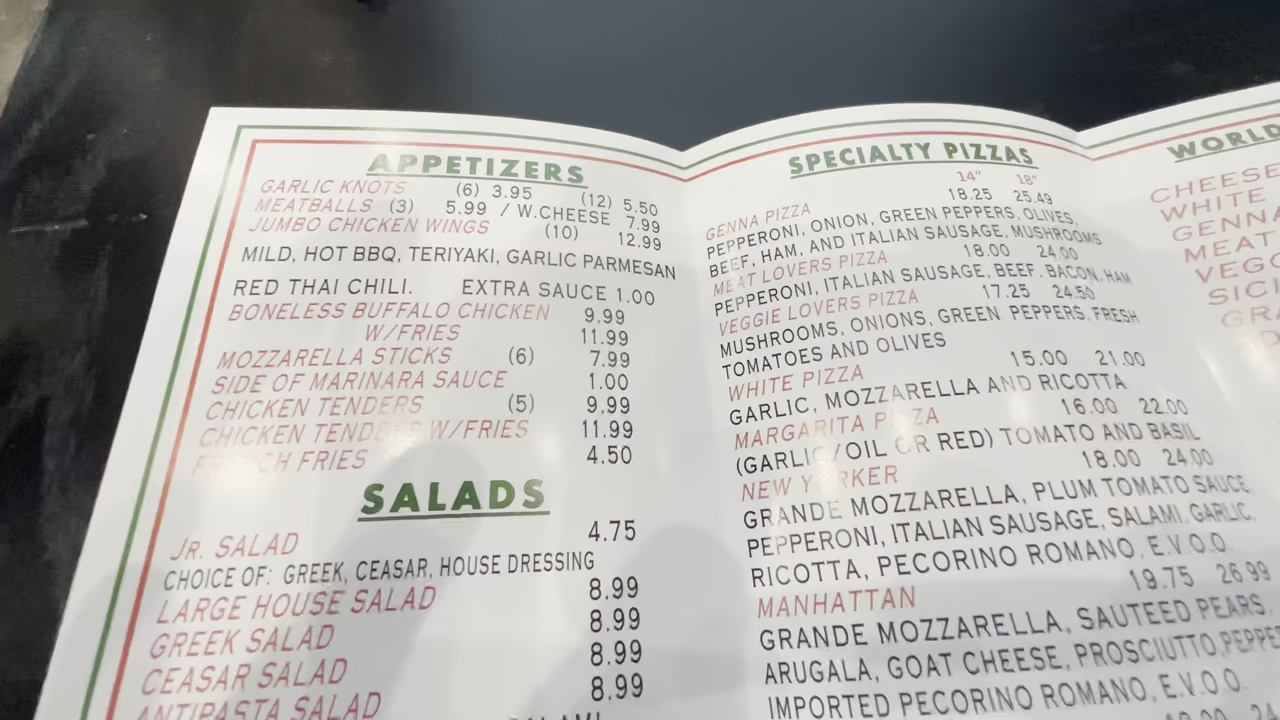 APPETIZERS
GARLIC KNOTS (6) 3.95 (12) 5.50
MEATBALLS (3) 5.99 / W.CHEESE 7.99
JUMBO CHICKEN WINGS (10) 12.99
MILD, HOT BBQ, TERIYAKI, GARLIC PARMESAN
RED THAI CHILI. EXTRA SAUCE 1.00
BONELESS BUFFALO CHICKEN 9.99
W/FRIES 11.99
MOZZARELLA STICKS (6) 7.99
SIDE OF MARINARA SAUCE 1.00
CHICKEN TENDERS (5) 9.99
CHICKEN TENDERS W/FRIES 11.99
FRENCH FRIES 4.50
SALADS
JR. SALAD 4.75
CHOICE OF: GREEK, CEASAR, HOUSE DRESSING
LARGE HOUSE SALAD 8.99
GREEK SALAD 8.99
CEASAR SALAD 8.99
ANTIPASTA SALAD 8.99
SPECIALTY PIZZAS
14" 18"
GENNA PIZZA 18.25 25.49
PEPPERONI, ONION, GREEN PEPPERS, OLIVES,
BEEF, HAM, AND ITALIAN SAUSAGE, MUSHROOMS
MEAT LOVERS PIZZA 18.00 24.00
PEPPERONI, ITALIAN SAUSAGE, BEEF. BACON, HAM
VEGGIE LOVERS PIZZA 17.25 24.50
MUSHROOMS, ONIONS, GREEN PEPPERS, FRESH
TOMATOES AND OLIVES
WHITE PIZZA 15.00 21.00
GARLIC, MOZZARELLA AND RICOTTA
MARGARITA PIZZA 16.00 22.00
(GARLIC/OIL OR RED) TOMATO AND BASIL
NEW YORKER 18.00 24.00
GRANDE MOZZARELLA, PLUM TOMATO SAUCE
PEPPERONI, ITALIAN SAUSAGE, SALAMI, GARLIC,
RICOTTA, PECORINO ROMANO, E.V.O.O.
MANHATTAN 19.75 26.99
GRANDE MOZZARELLA, SAUTEED PEARS,
ARUGALA, GOAT CHEESE, PROSCIUTTO, PEPPE
IMPORTED PECORINO ROMANO, E.V.O.O.
WORLD
CHEESE
WHITE
GENNA
MEAT
VEGG
SICI
GRA